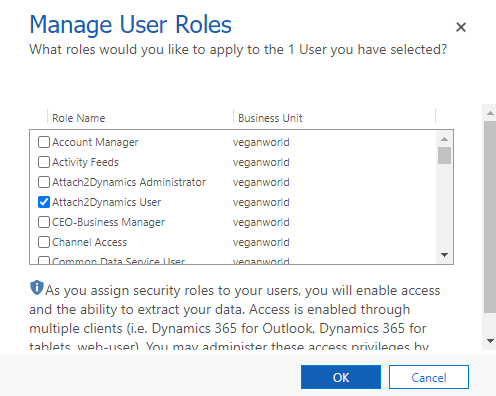 Manage User Roles
What roles would you like to apply to the 1 User you have selected?
Role Name Business Unit
Account Manager veganworld
Activity Feeds veganworld
Attach2Dynamics Administrator veganworld
Attach2Dynamics User veganworld
CEO-Business Manager veganworld
Channel Access veganworld
Common Data Service User veganworld
As you assign security roles to your users, you will enable access
and the ability to extract your data. Access is enabled through
multiple clients (i.e. Dynamics 365 for Outlook, Dynamics 365 for
tablets, web-user). You may administer these access privileges by
OK Cancel